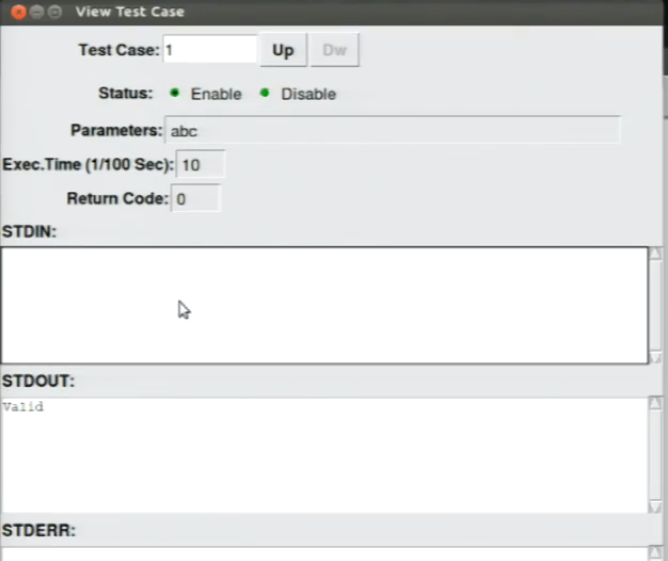 View Test Case
Test Case: 1 Up Dw
Status: Enable Disable
Parameters: abc
Exec.Time (1/100 Sec): 10
Return Code: 0
STDIN:
STDOUT:
Valid
STDERR: